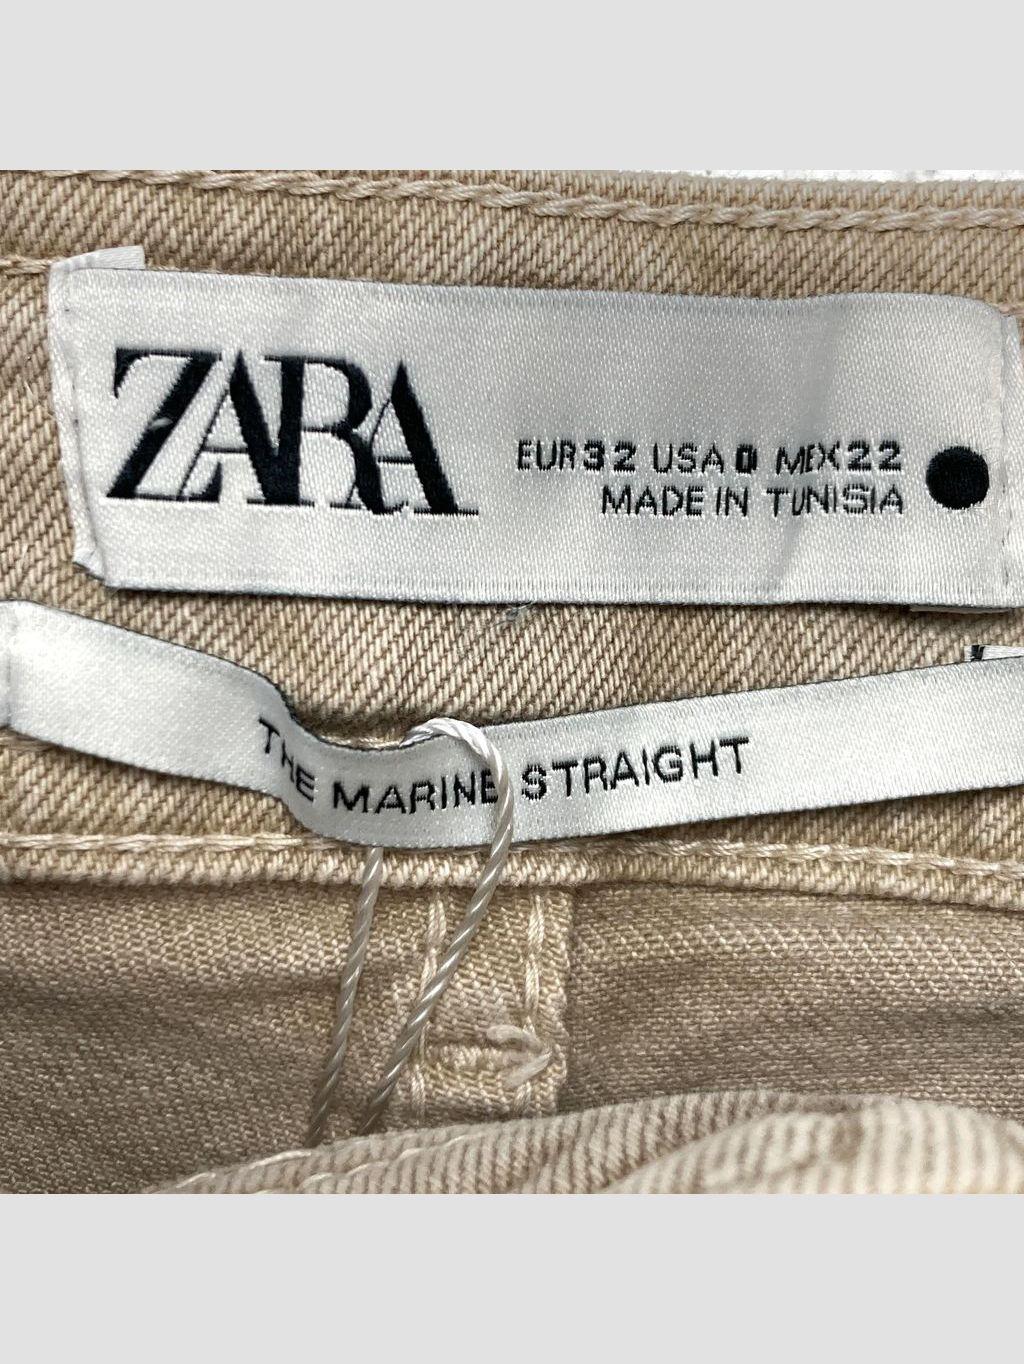 ZARA
EUR 32 USA 0 MEX 22
MADE IN TUNISIA
THE MARINE STRAIGHT